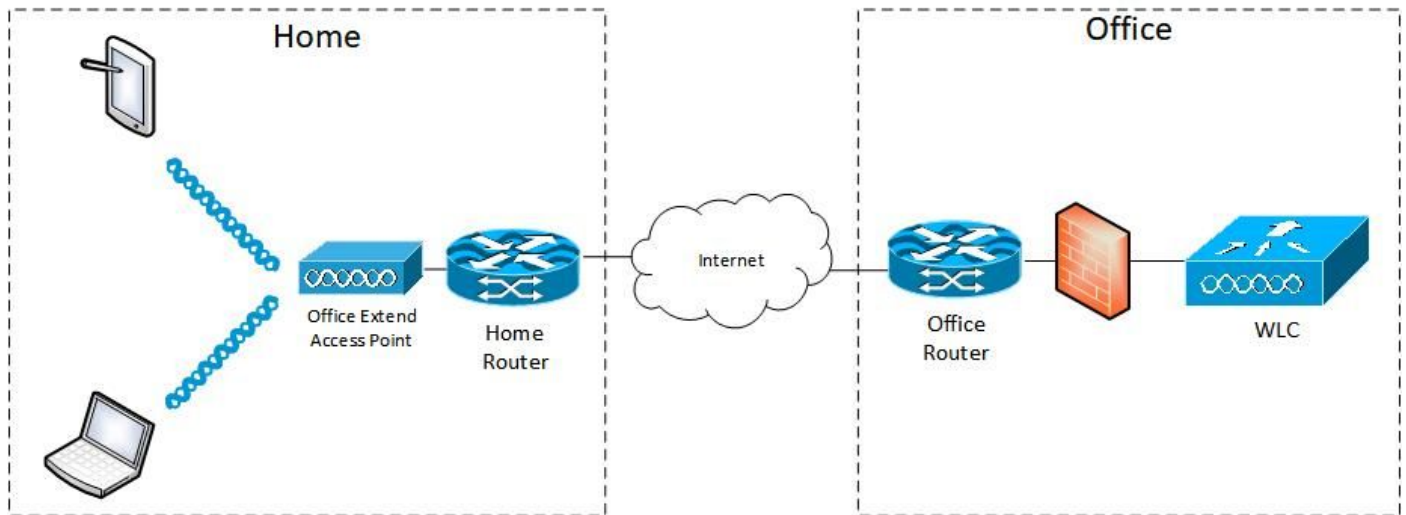 Home
Office
Internet
Office Extend
Access Point
Home
Router
Office
Router
WLC